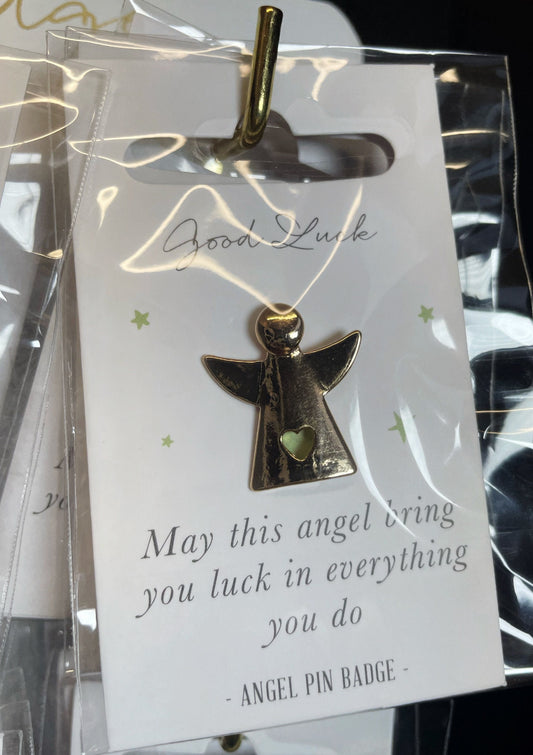 Good Luck
May this angel bring
you luck in everything
you do
- ANGEL PIN BADGE -